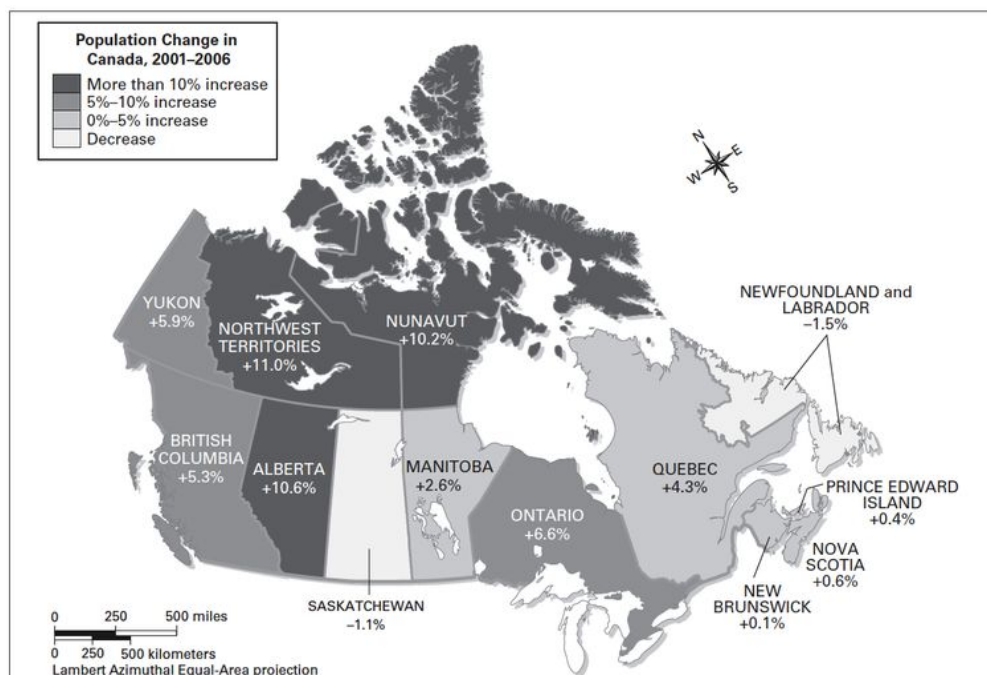 Population Change in
Canada, 2001–2006
More than 10% increase
5%–10% increase
0%–5% increase
Decrease
N
E
W
S
YUKON
+5.9%
NORTHWEST
TERRITORIES
+11.0%
NUNAVUT
+10.2%
NEWFOUNDLAND and
LABRADOR
–1.5%
BRITISH
COLUMBIA
+5.3%
ALBERTA
+10.6%
MANITOBA
+2.6%
ONTARIO
+6.6%
QUEBEC
+4.3%
PRINCE EDWARD
ISLAND
+0.4%
NOVA
SCOTIA
+0.6%
NEW
BRUNSWICK
+0.1%
SASKATCHEWAN
–1.1%
0 250 500 miles
0 250 500 kilometers
Lambert Azimuthal Equal-Area projection